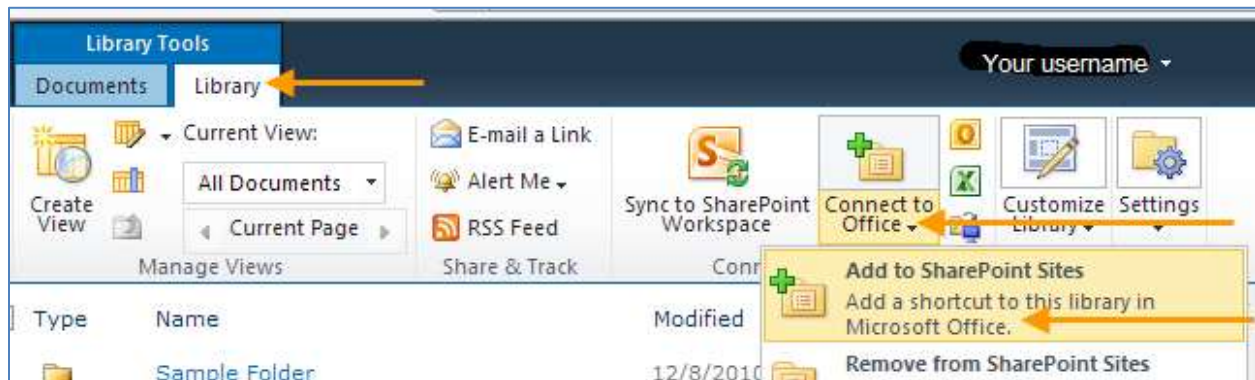 Library Tools
Your username
Documents Library
Current View:
All Documents
Current Page
Create
View
Manage Views
E-mail a Link
Alert Me
RSS Feed
Share & Track
Sync to SharePoint
Workspace
Connect to
Office
Customize
Library
Settings
Add to SharePoint Sites
Add a shortcut to this library in
Microsoft Office.
Remove from SharePoint Sites
Type Name Modified
Sample Folder 12/8/2010